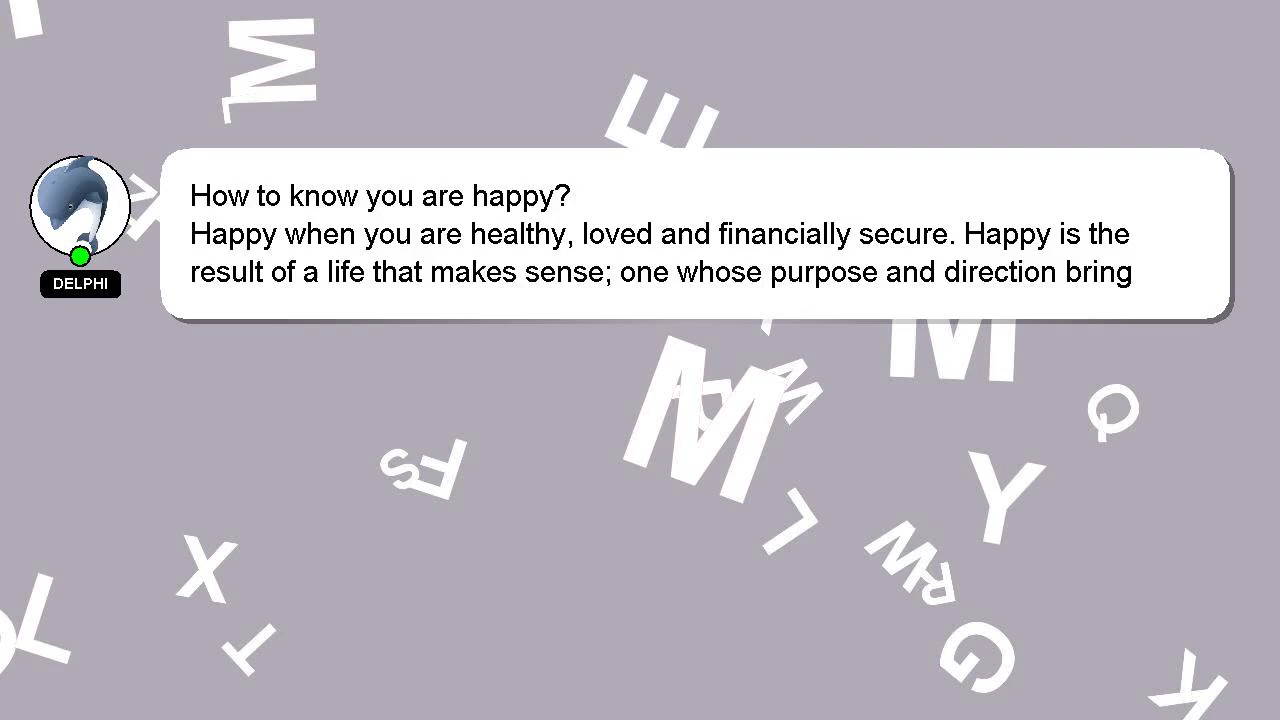 How to know you are happy?
Happy when you are healthy, loved and financially secure. Happy is the
result of a life that makes sense; one whose purpose and direction bring
DELPHI
M
L
E
Z
M
M
W
Q
S
F
Y
L
X
W
R
T
G
K